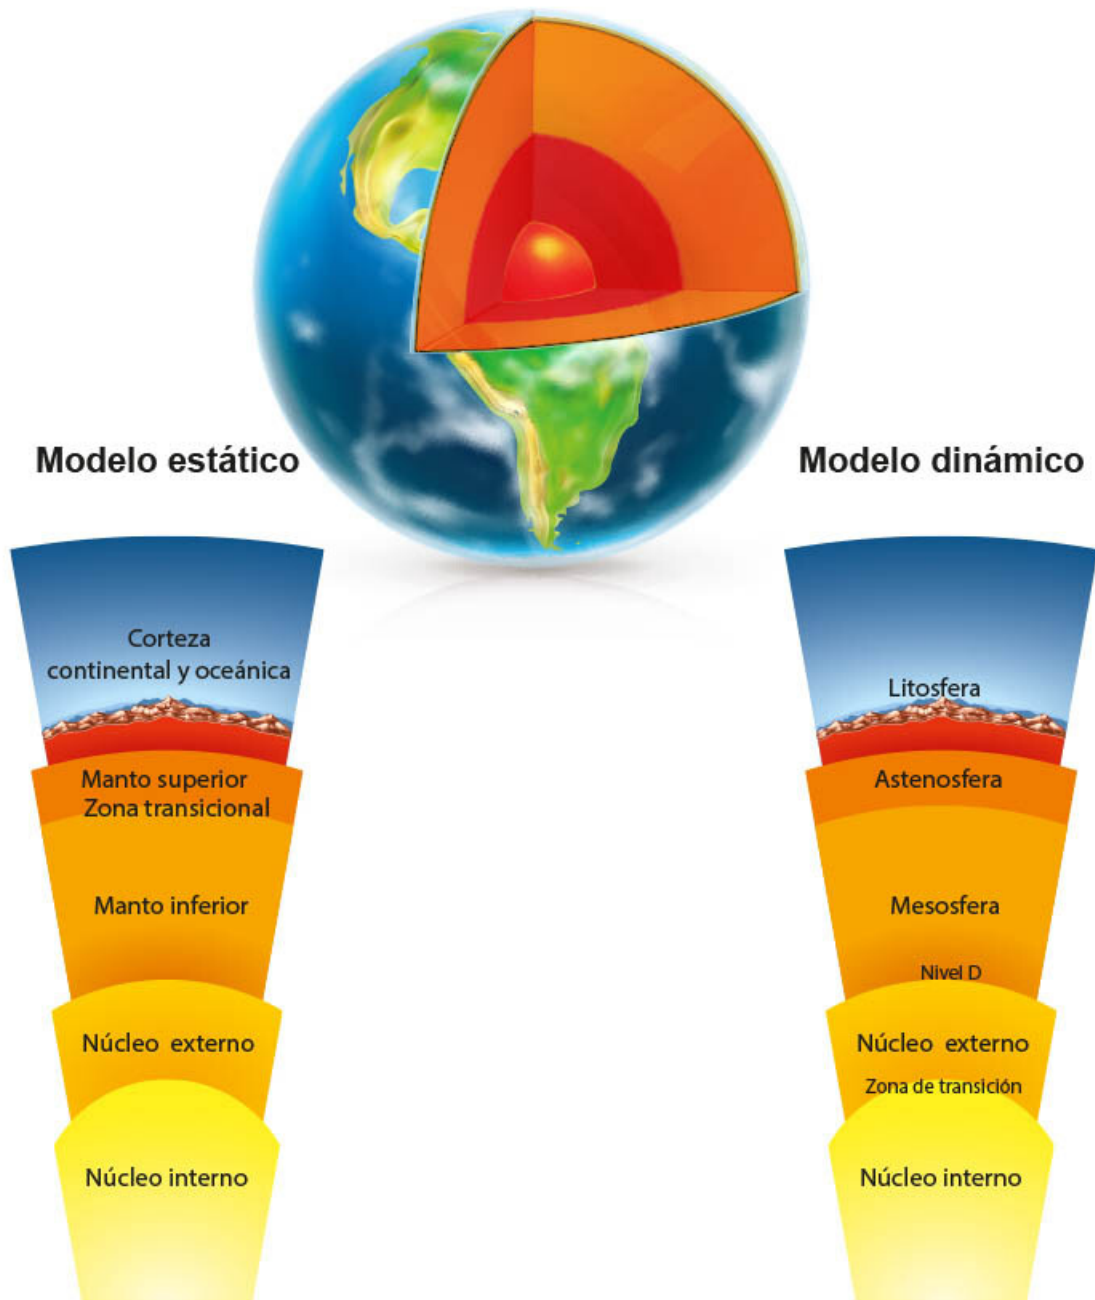 Modelo estático
Corteza
continental y oceánica
Manto superior
Zona transicional
Manto inferior
Núcleo externo
Núcleo interno
Modelo dinámico
Litosfera
Astenosfera
Mesosfera
Nivel D
Núcleo externo
Zona de transición
Núcleo interno